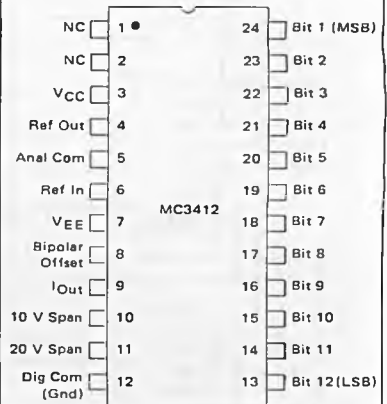 NC 1 24 Bit 1 (MSB)
NC 2 23 Bit 2
VCC 3 22 Bit 3
Ref Out 4 21 Bit 4
Anal Com 5 20 Bit 5
Ref In 6 19 Bit 6
MC3412
VEE 7 18 Bit 7
Bipolar
Offset 8 17 Bit 8
IOut 9 16 Bit 9
10 V Span 10 15 Bit 10
20 V Span 11 14 Bit 11
Dig Com
(Gnd) 12 13 Bit 12(LSB)